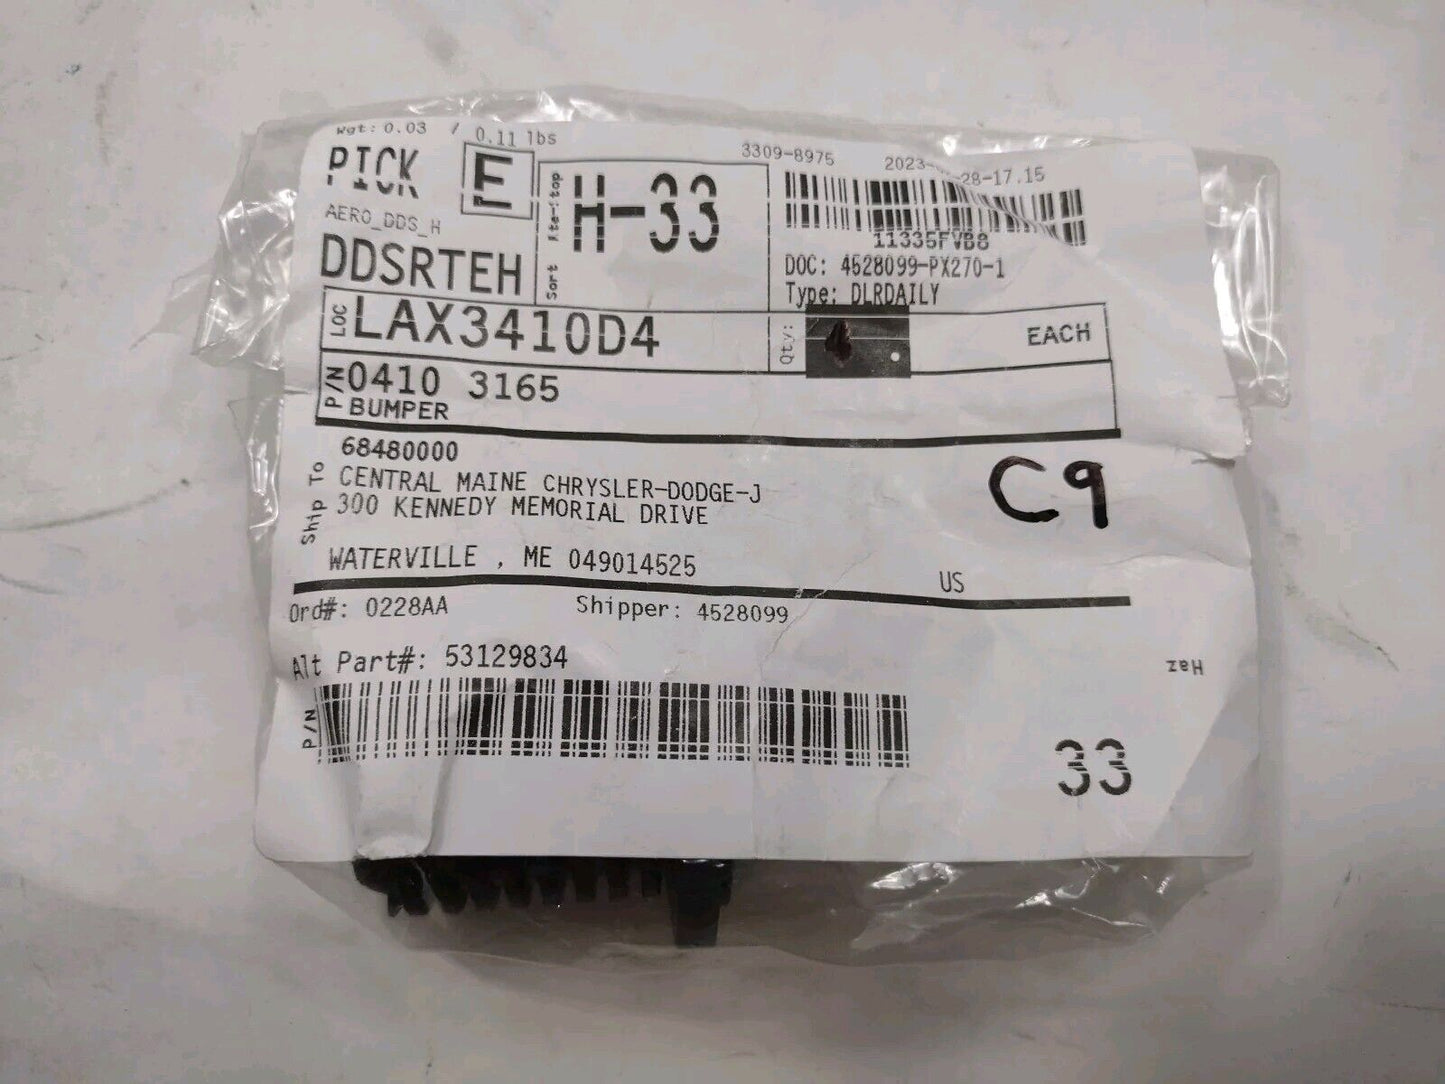 Wgt: 0.03 / 0.11 lbs
3309-8975
PICK
E
AERO_DDS_H
DDSRTEH
Sort
H-33
11335FVB8
DOC: 4528099-PX270-1
Type: DLRDAILY
LOC
LAX3410D4
Qty:
4
EACH
P/N
0410 3165
BUMPER
68480000
Ship To
CENTRAL MAINE CHRYSLER-DODGE-J
300 KENNEDY MEMORIAL DRIVE
C9
WATERVILLE , ME 049014525
US
Ord#: 0228AA
Shipper: 4528099
Alt Part#: 53129834
Haz
P/N
33